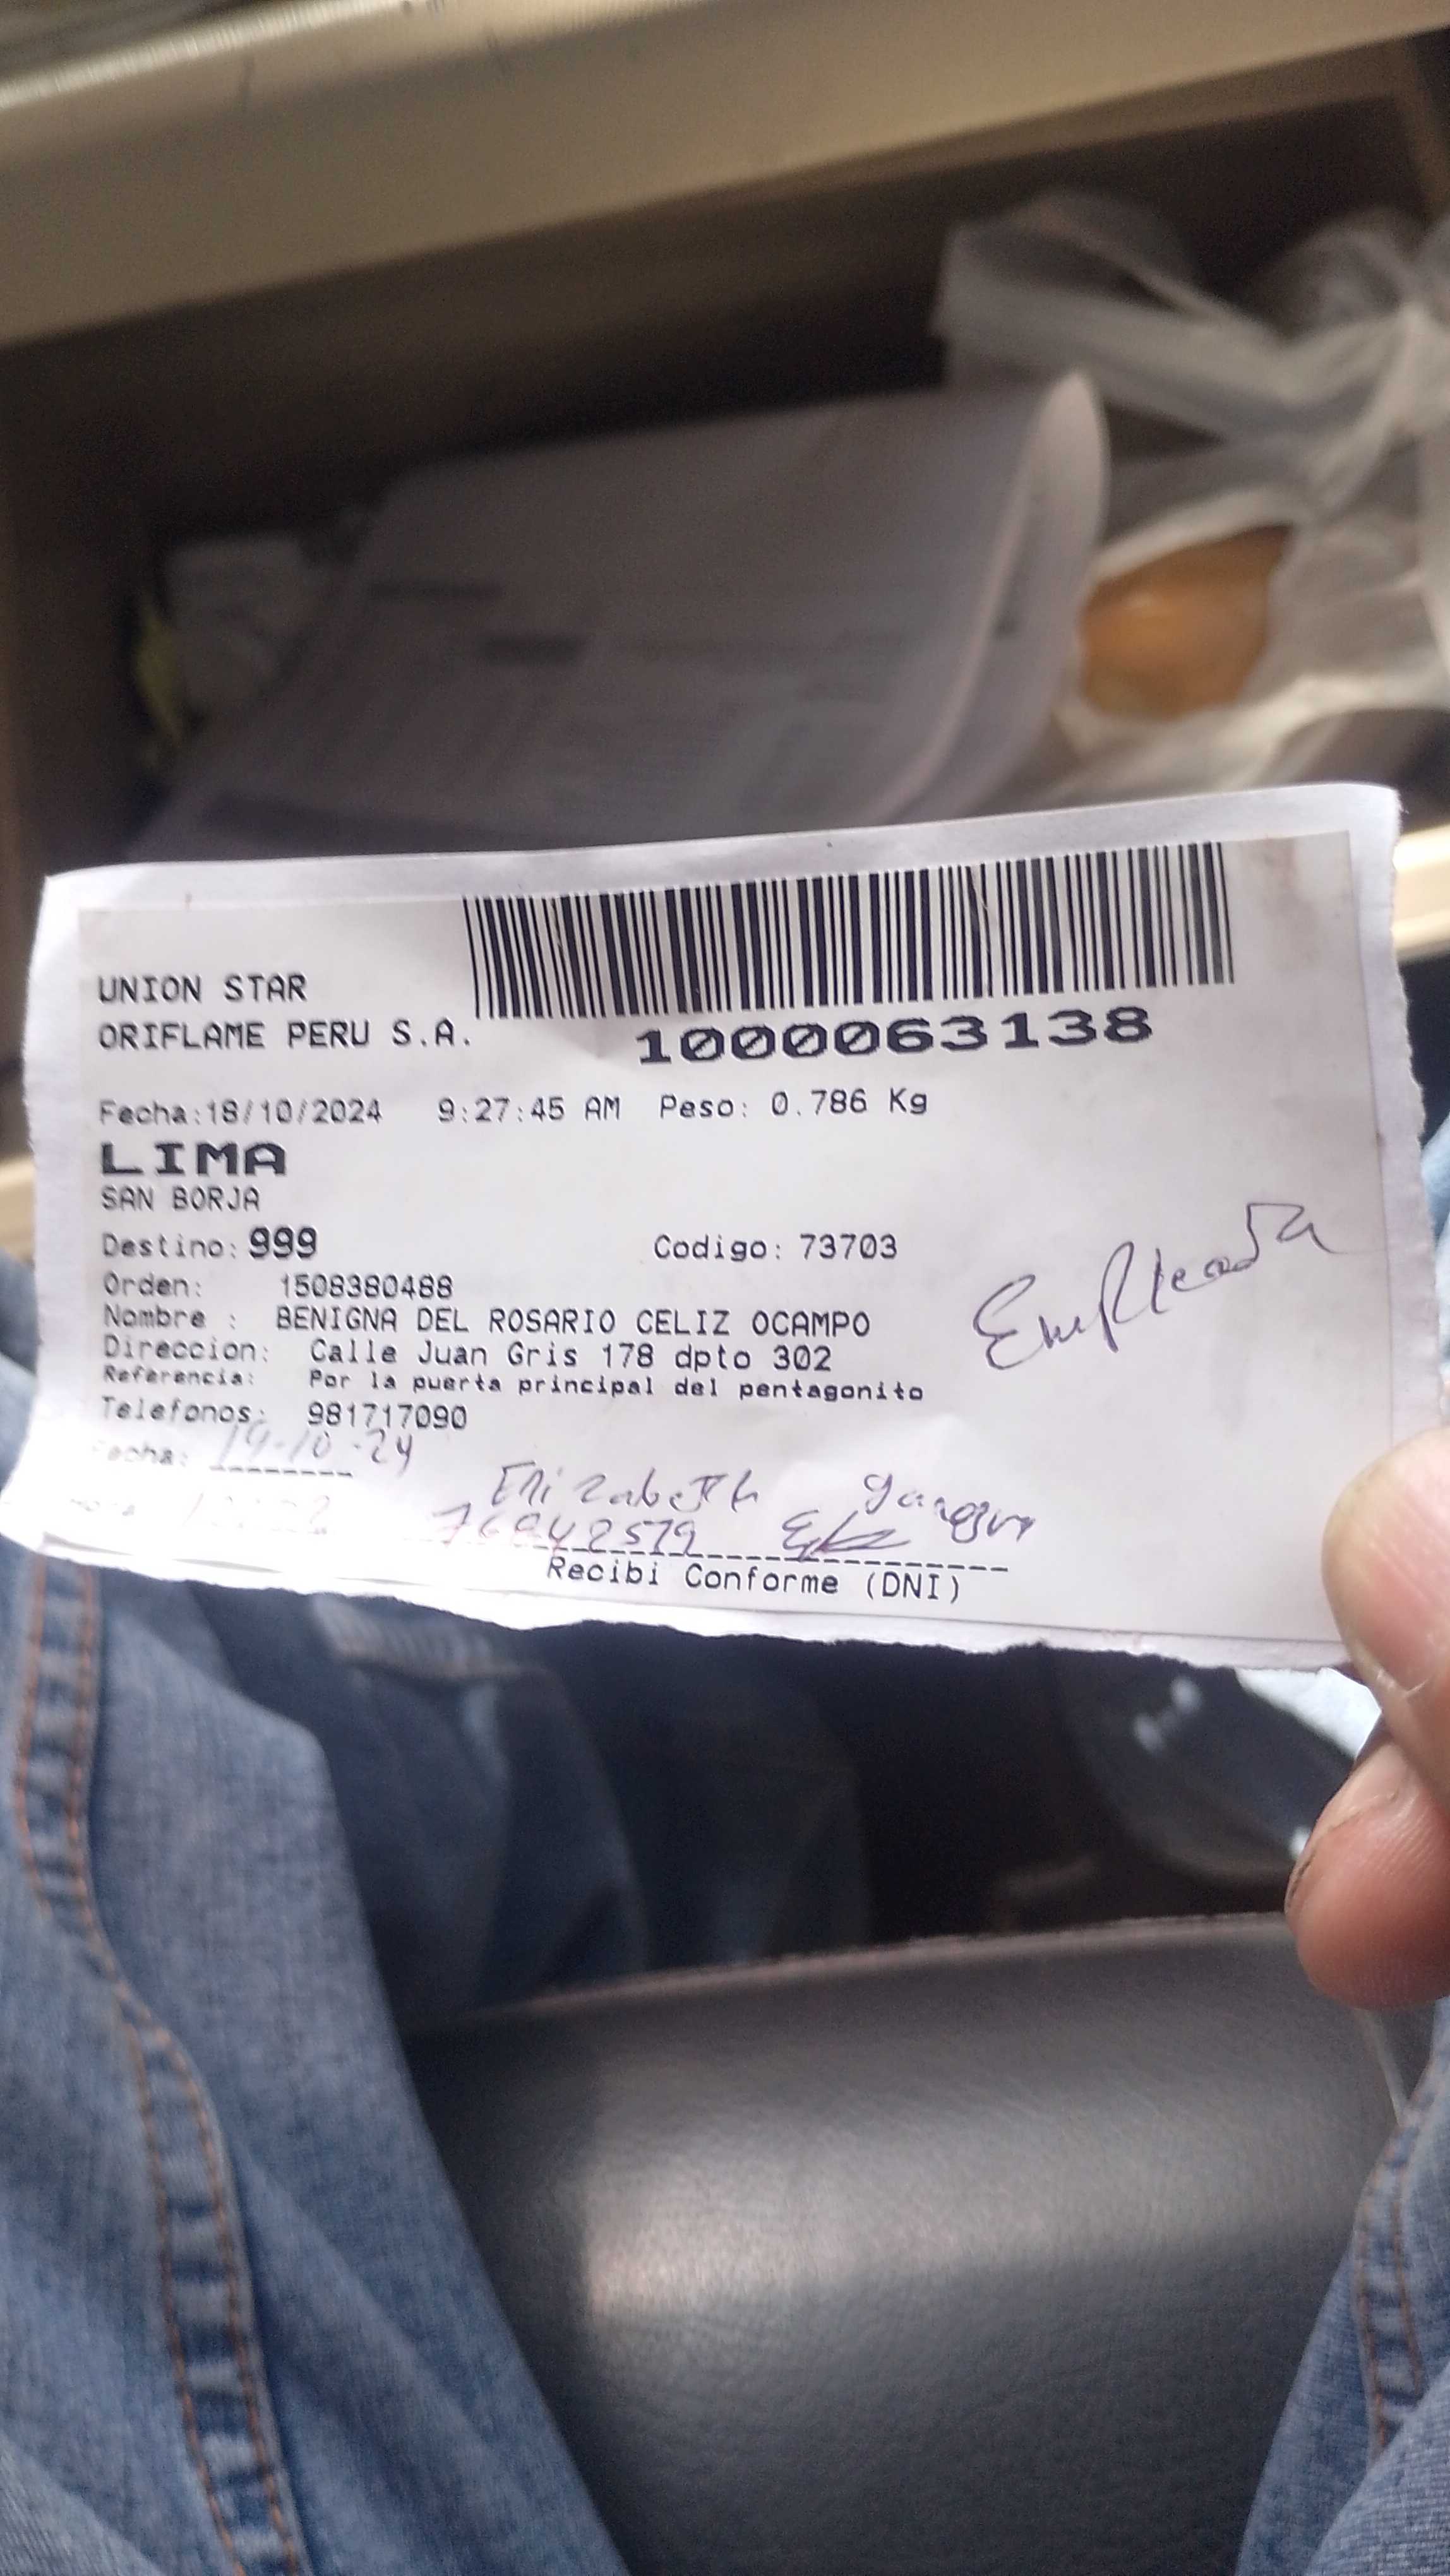 UNION STAR
ORIFLAME PERU S.A.
1000063138
Fecha:18/10/2024 9:27:45 AM Peso: 0.786 Kg
LIMA
SAN BORJA
Destino: 999 Codigo: 73703
Orden: 1508380488
Nombre : BENIGNA DEL ROSARIO CELIZ OCAMPO
Empleada
Direccion: Calle Juan Gris 178 dpto 302
Referencia: Por la puerta principal del pentagonito
Telefonos: 981717090
Fecha: 19-10-24
Elizabeth
Recibi Conforme (DNI)